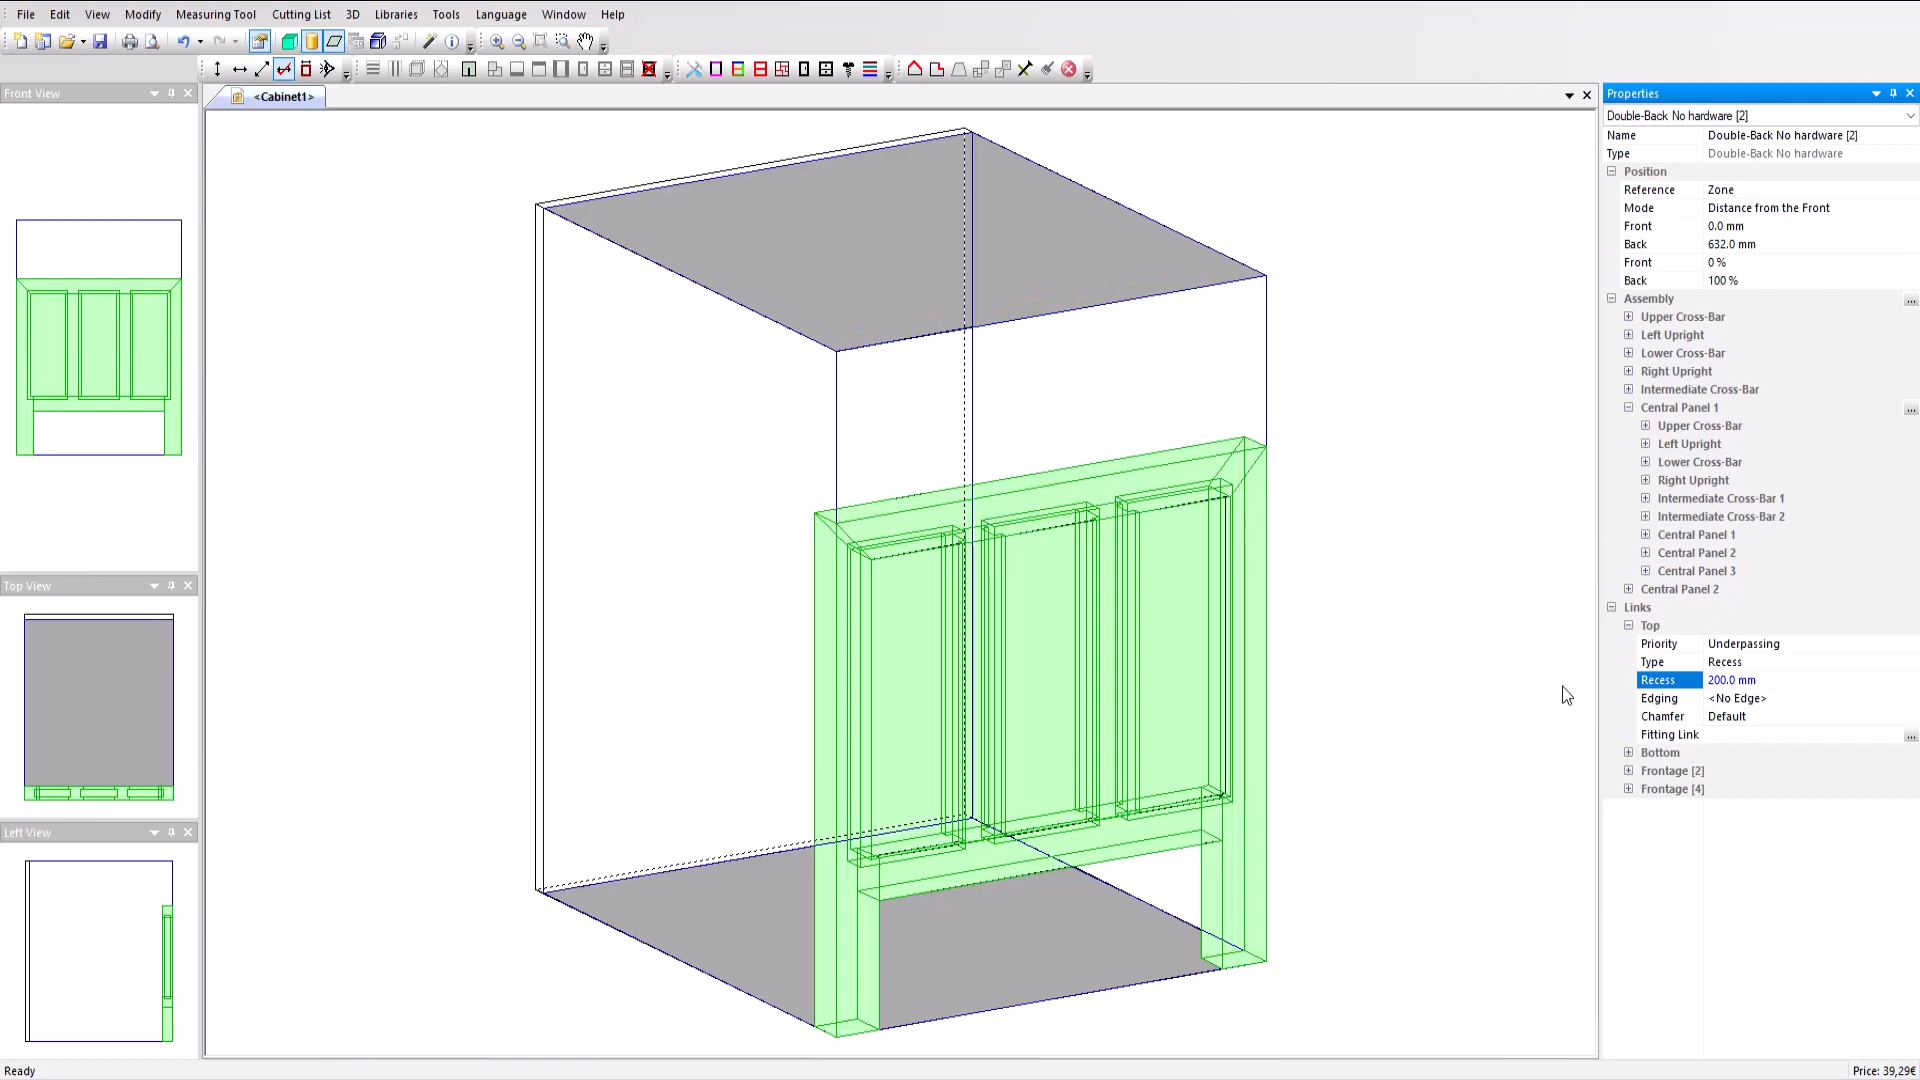 File Edit View Modify Measuring Tool Cutting List 3D Libraries Tools Language Window Help
Front View
<Cabinet1>
Top View
Left View
Properties
Double-Back No hardware [2]
Name Double-Back No hardware [2]
Type Double-Back No hardware
Position
Reference Zone
Mode Distance from the Front
Front 0.0 mm
Back 632.0 mm
Front 0 %
Back 100 %
Assembly ...
Upper Cross-Bar
Left Upright
Lower Cross-Bar
Right Upright
Intermediate Cross-Bar
Central Panel 1 ...
Upper Cross-Bar
Left Upright
Lower Cross-Bar
Right Upright
Intermediate Cross-Bar 1
Intermediate Cross-Bar 2
Central Panel 1
Central Panel 2
Central Panel 3
Central Panel 2
Links
Top
Priority Underpassing
Type Recess
Recess 200.0 mm
Edging <No Edge>
Chamfer Default
Fitting Link ...
Bottom
Frontage [2]
Frontage [4]
Ready
Price: 39,29€